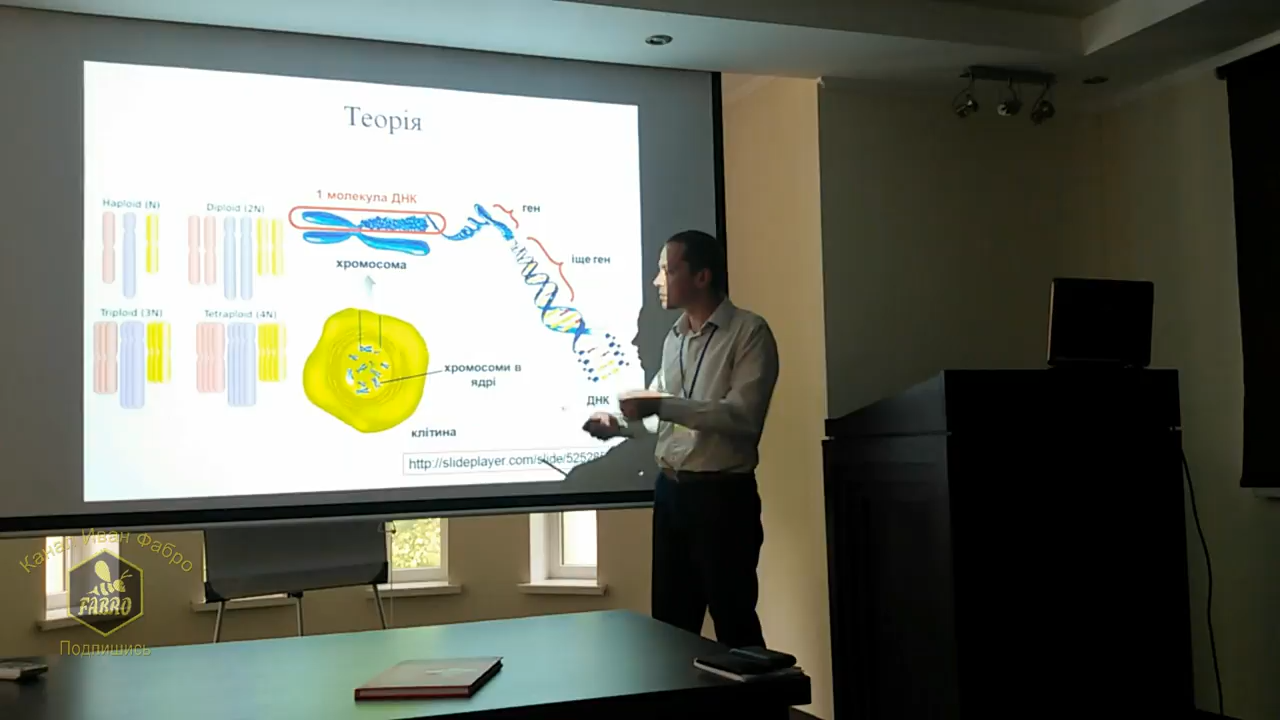 Теорія
Haploid (N)
Diploid (2N)
1 молекула ДНК
ген
іще ген
хромосома
Triploid (3N)
Tetraploid (4N)
хромосоми в
ядрі
ДНК
клітина
http://slideplayer.com/slide/52528
Канал Иван Фабро
FABRO
Подпишись